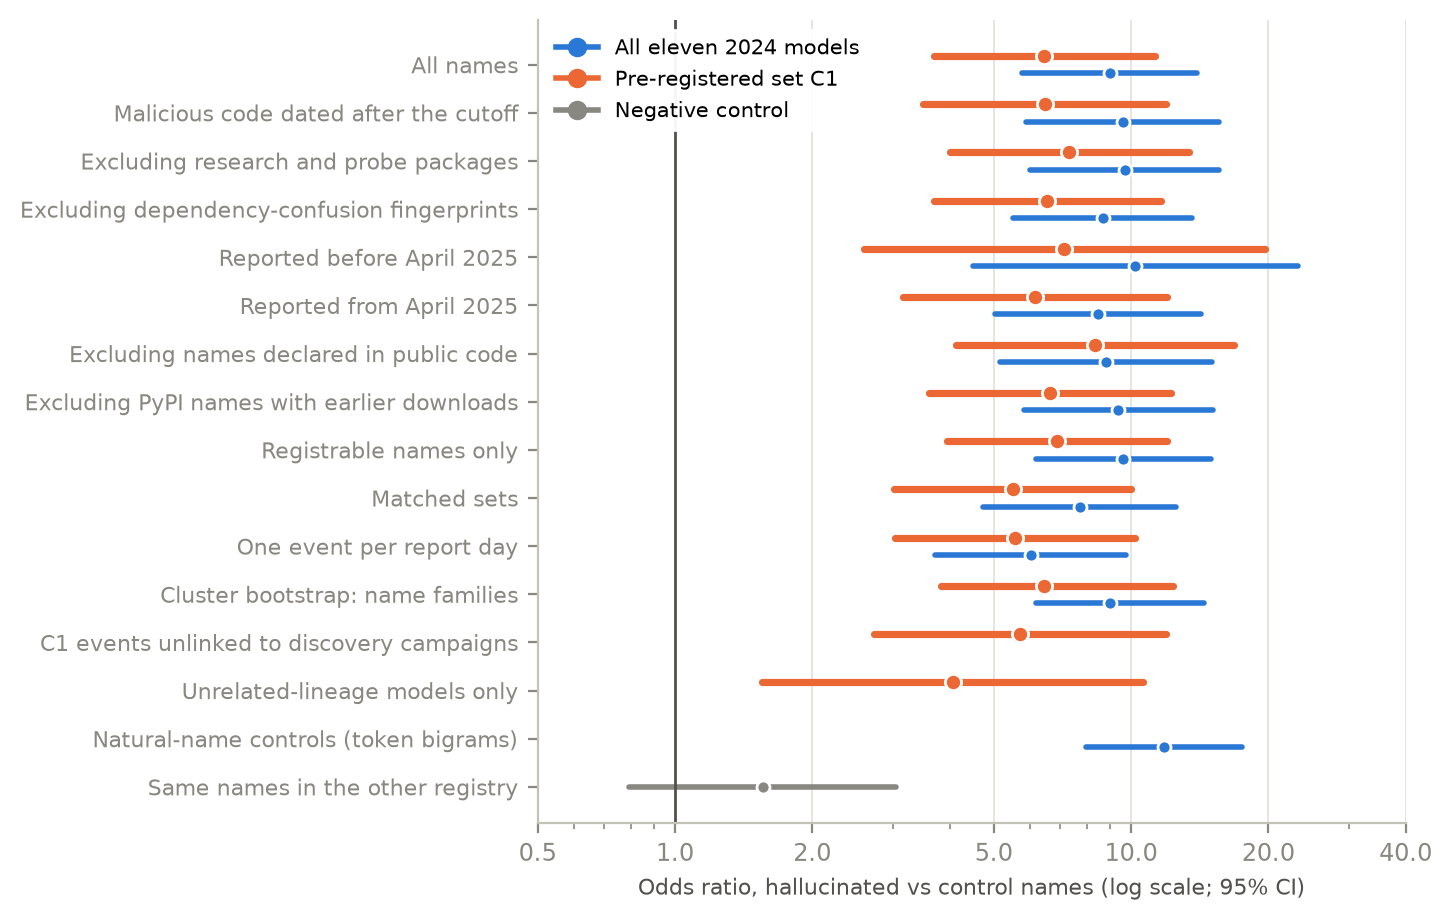 All eleven 2024 models
Pre-registered set C1
Negative control
All names
Malicious code dated after the cutoff
Excluding research and probe packages
Excluding dependency-confusion fingerprints
Reported before April 2025
Reported from April 2025
Excluding names declared in public code
Excluding PyPI names with earlier downloads
Registrable names only
Matched sets
One event per report day
Cluster bootstrap: name families
C1 events unlinked to discovery campaigns
Unrelated-lineage models only
Natural-name controls (token bigrams)
Same names in the other registry
0.5 1.0 2.0 5.0 10.0 20.0 40.0
Odds ratio, hallucinated vs control names (log scale; 95% CI)